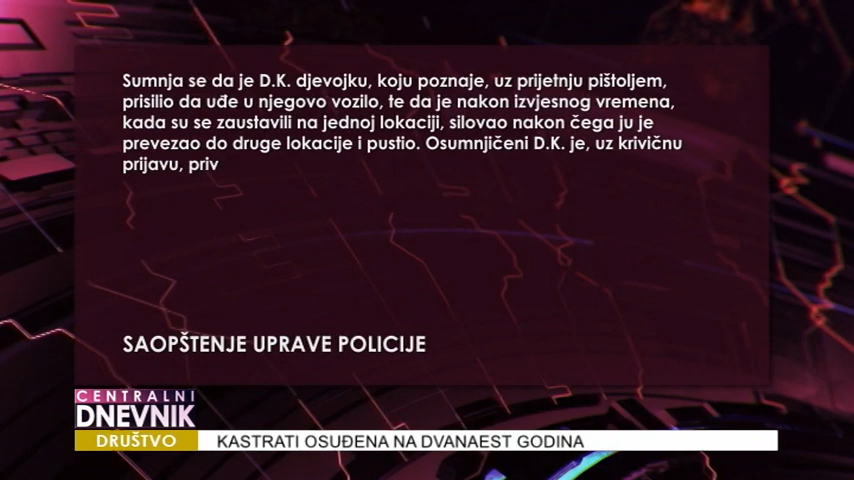 Sumnja se da je D.K. djevojku, koju poznaje, uz prijetnju pištoljem,
prisilio da uđe u njegovo vozilo, te da je nakon izvjesnog vremena,
kada su se zaustavili na jednoj lokaciji, silovao nakon čega ju je
prevezao do druge lokacije i pustio. Osumnjičeni D.K. je, uz krivičnu
prijavu, priv
SAOPŠTENJE UPRAVE POLICIJE
CENTRALNI
DNEVNIK
DRUŠTVO
KASTRATI OSUĐENA NA DVANAEST GODINA